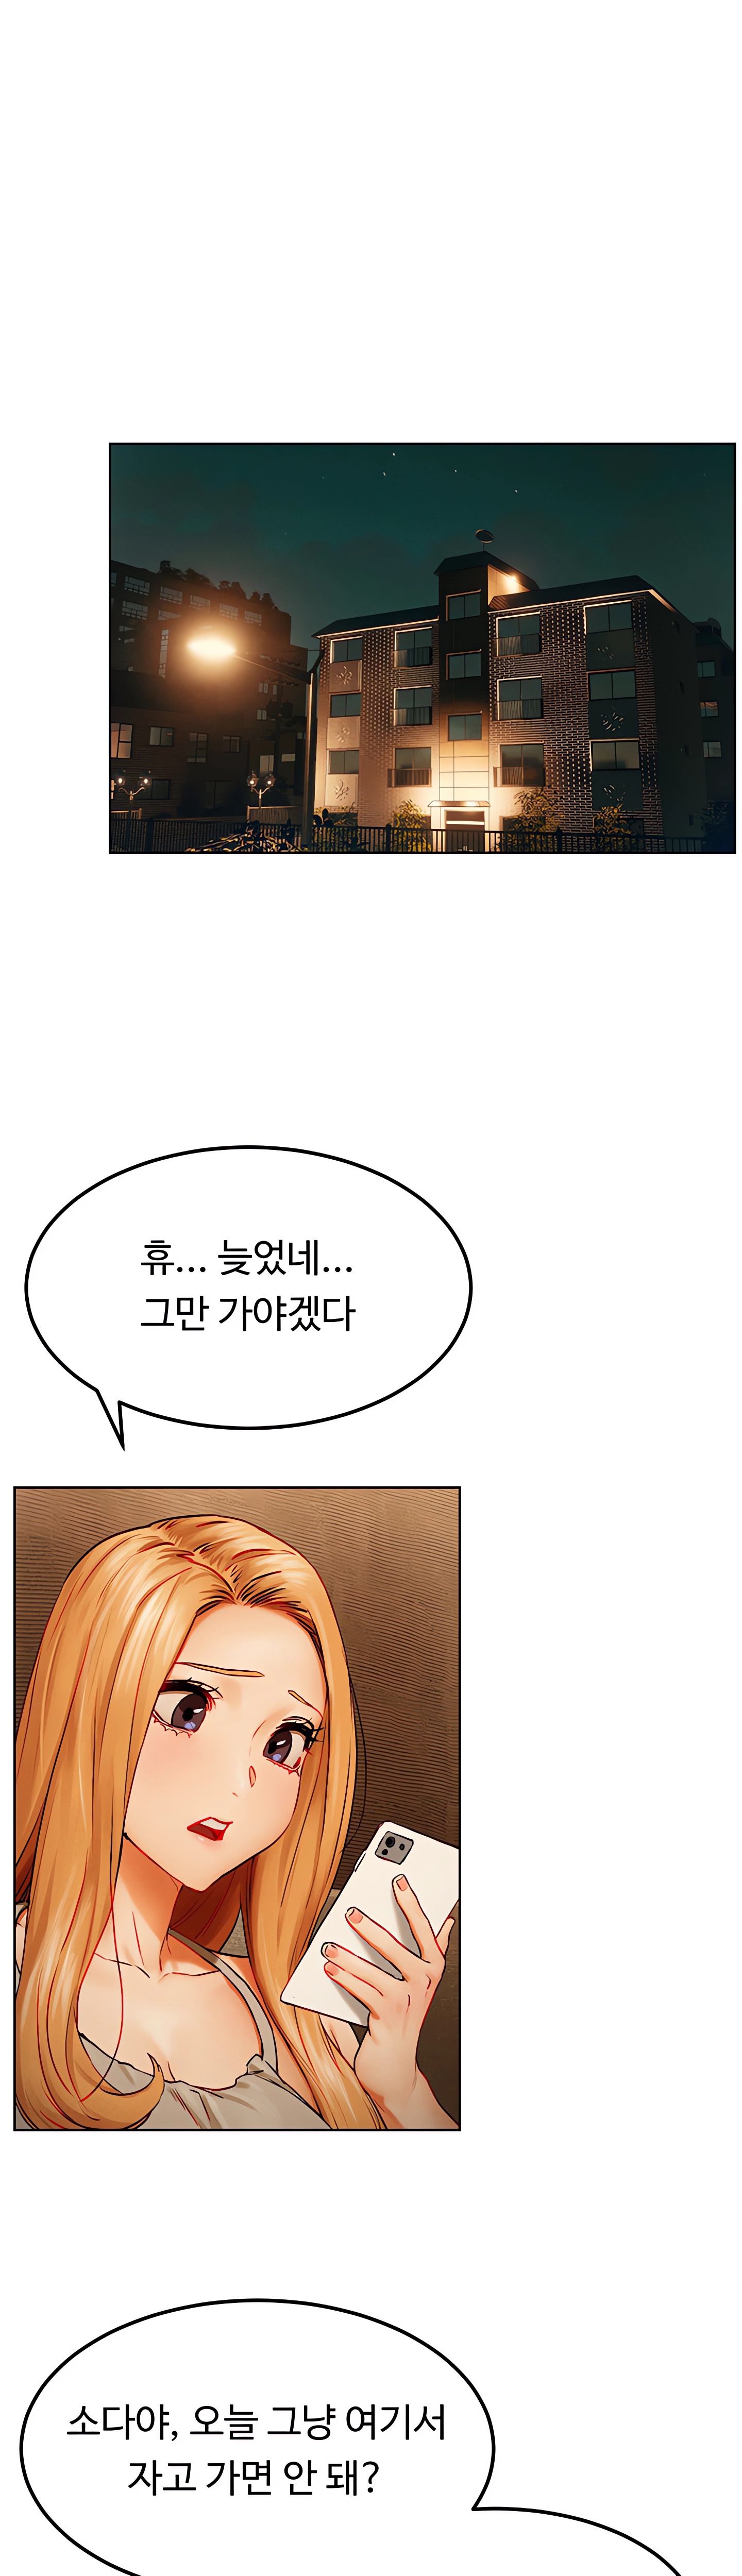 휴... 늦었네...
그만 가야겠다
소다야, 오늘 그냥 여기서
자고 가면 안 돼?